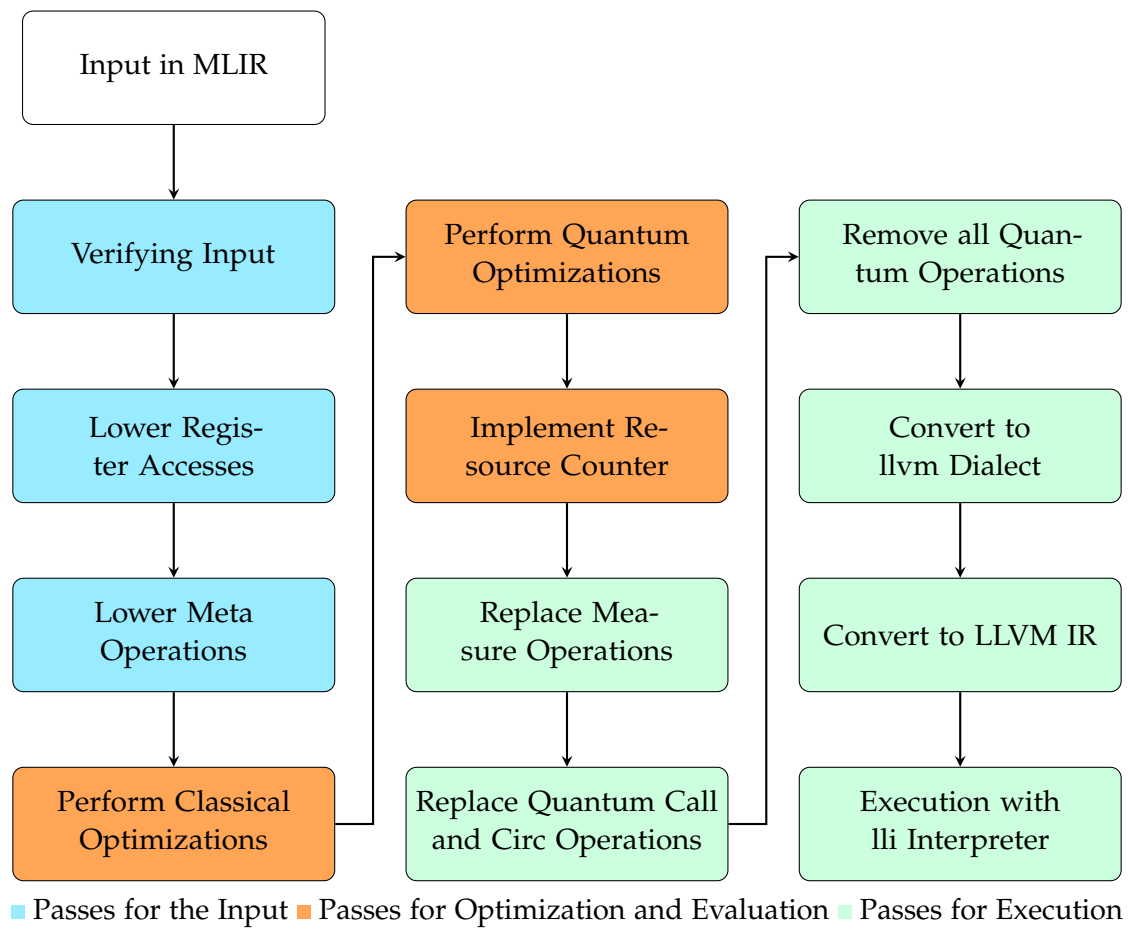 Input in MLIR
Verifying Input
Lower Regis-
ter Accesses
Lower Meta
Operations
Perform Classical
Optimizations
Perform Quantum
Optimizations
Implement Re-
source Counter
Replace Mea-
sure Operations
Replace Quantum Call
and Circ Operations
Remove all Quan-
tum Operations
Convert to
llvm Dialect
Convert to LLVM IR
Execution with
lli Interpreter
Passes for the Input Passes for Optimization and Evaluation Passes for Execution